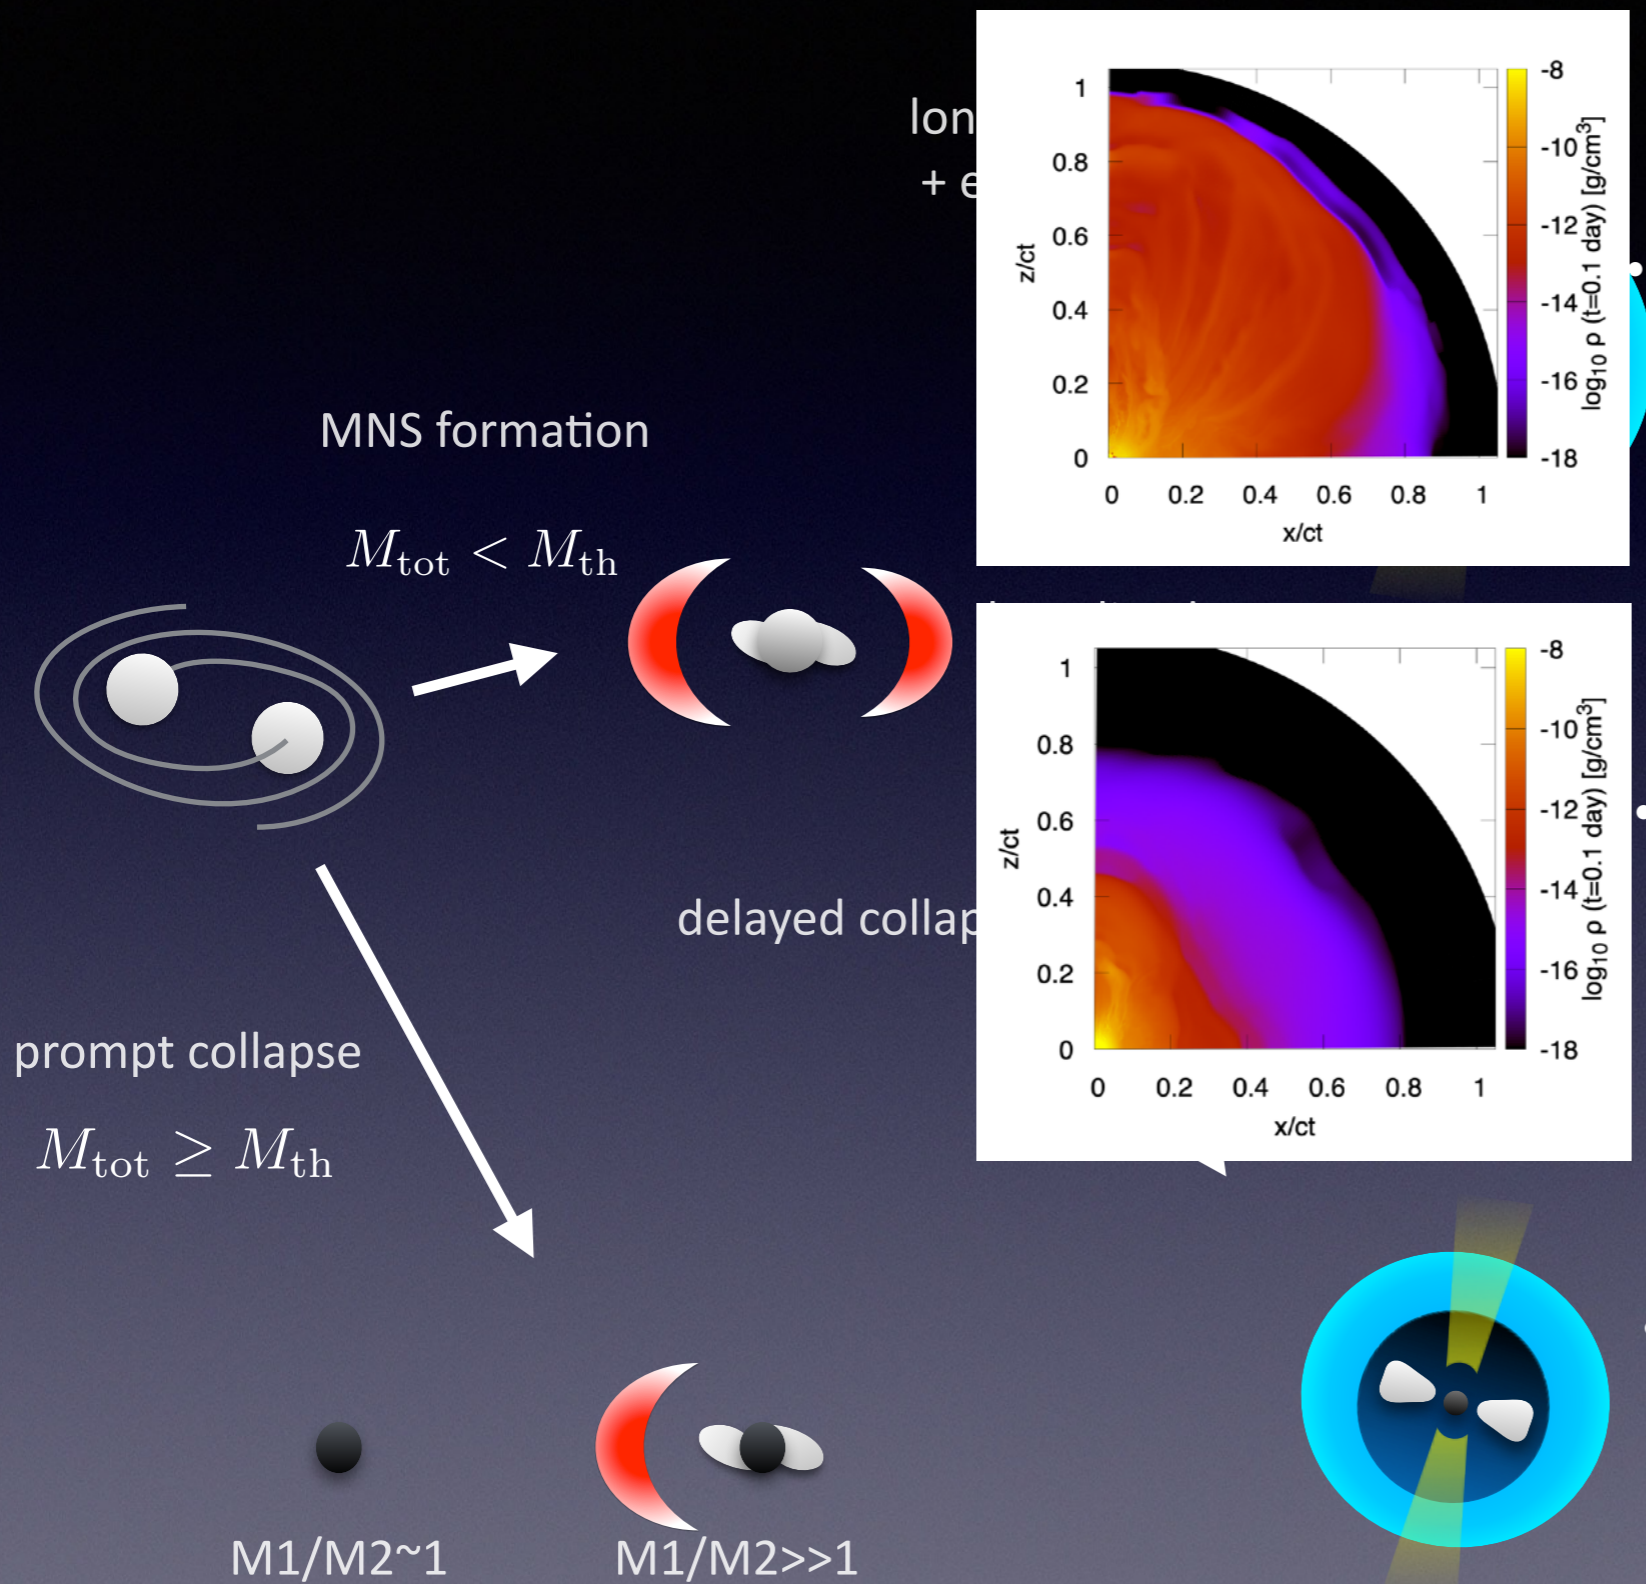 lon
+ e
MNS formation
M_tot < M_th
delayed collap
prompt collapse
M_tot ≥ M_th
M1/M2~1
M1/M2>>1
1
0.8
0.6
0.4
0.2
0
z/ct
0 0.2 0.4 0.6 0.8 1
x/ct
-8
-10
-12
-14
-16
-18
log10 ρ (t=0.1 day) [g/cm3]
1
0.8
0.6
0.4
0.2
0
z/ct
0 0.2 0.4 0.6 0.8 1
x/ct
-8
-10
-12
-14
-16
-18
log10 ρ (t=0.1 day) [g/cm3]